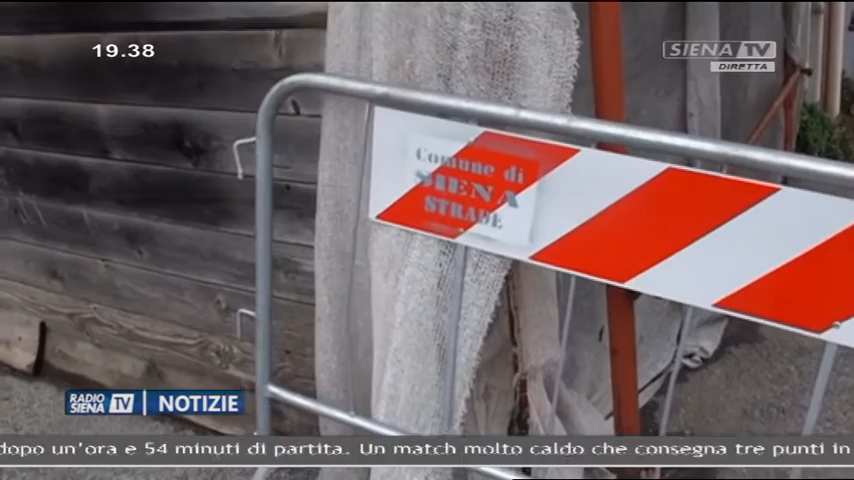 19.38
SIENA TV
DIRETTA
Comune di
SIENA
STRADE
RADIO SIENA TV NOTIZIE
dopo un'ora e 54 minuti di partita. Un match molto caldo che consegna tre punti in